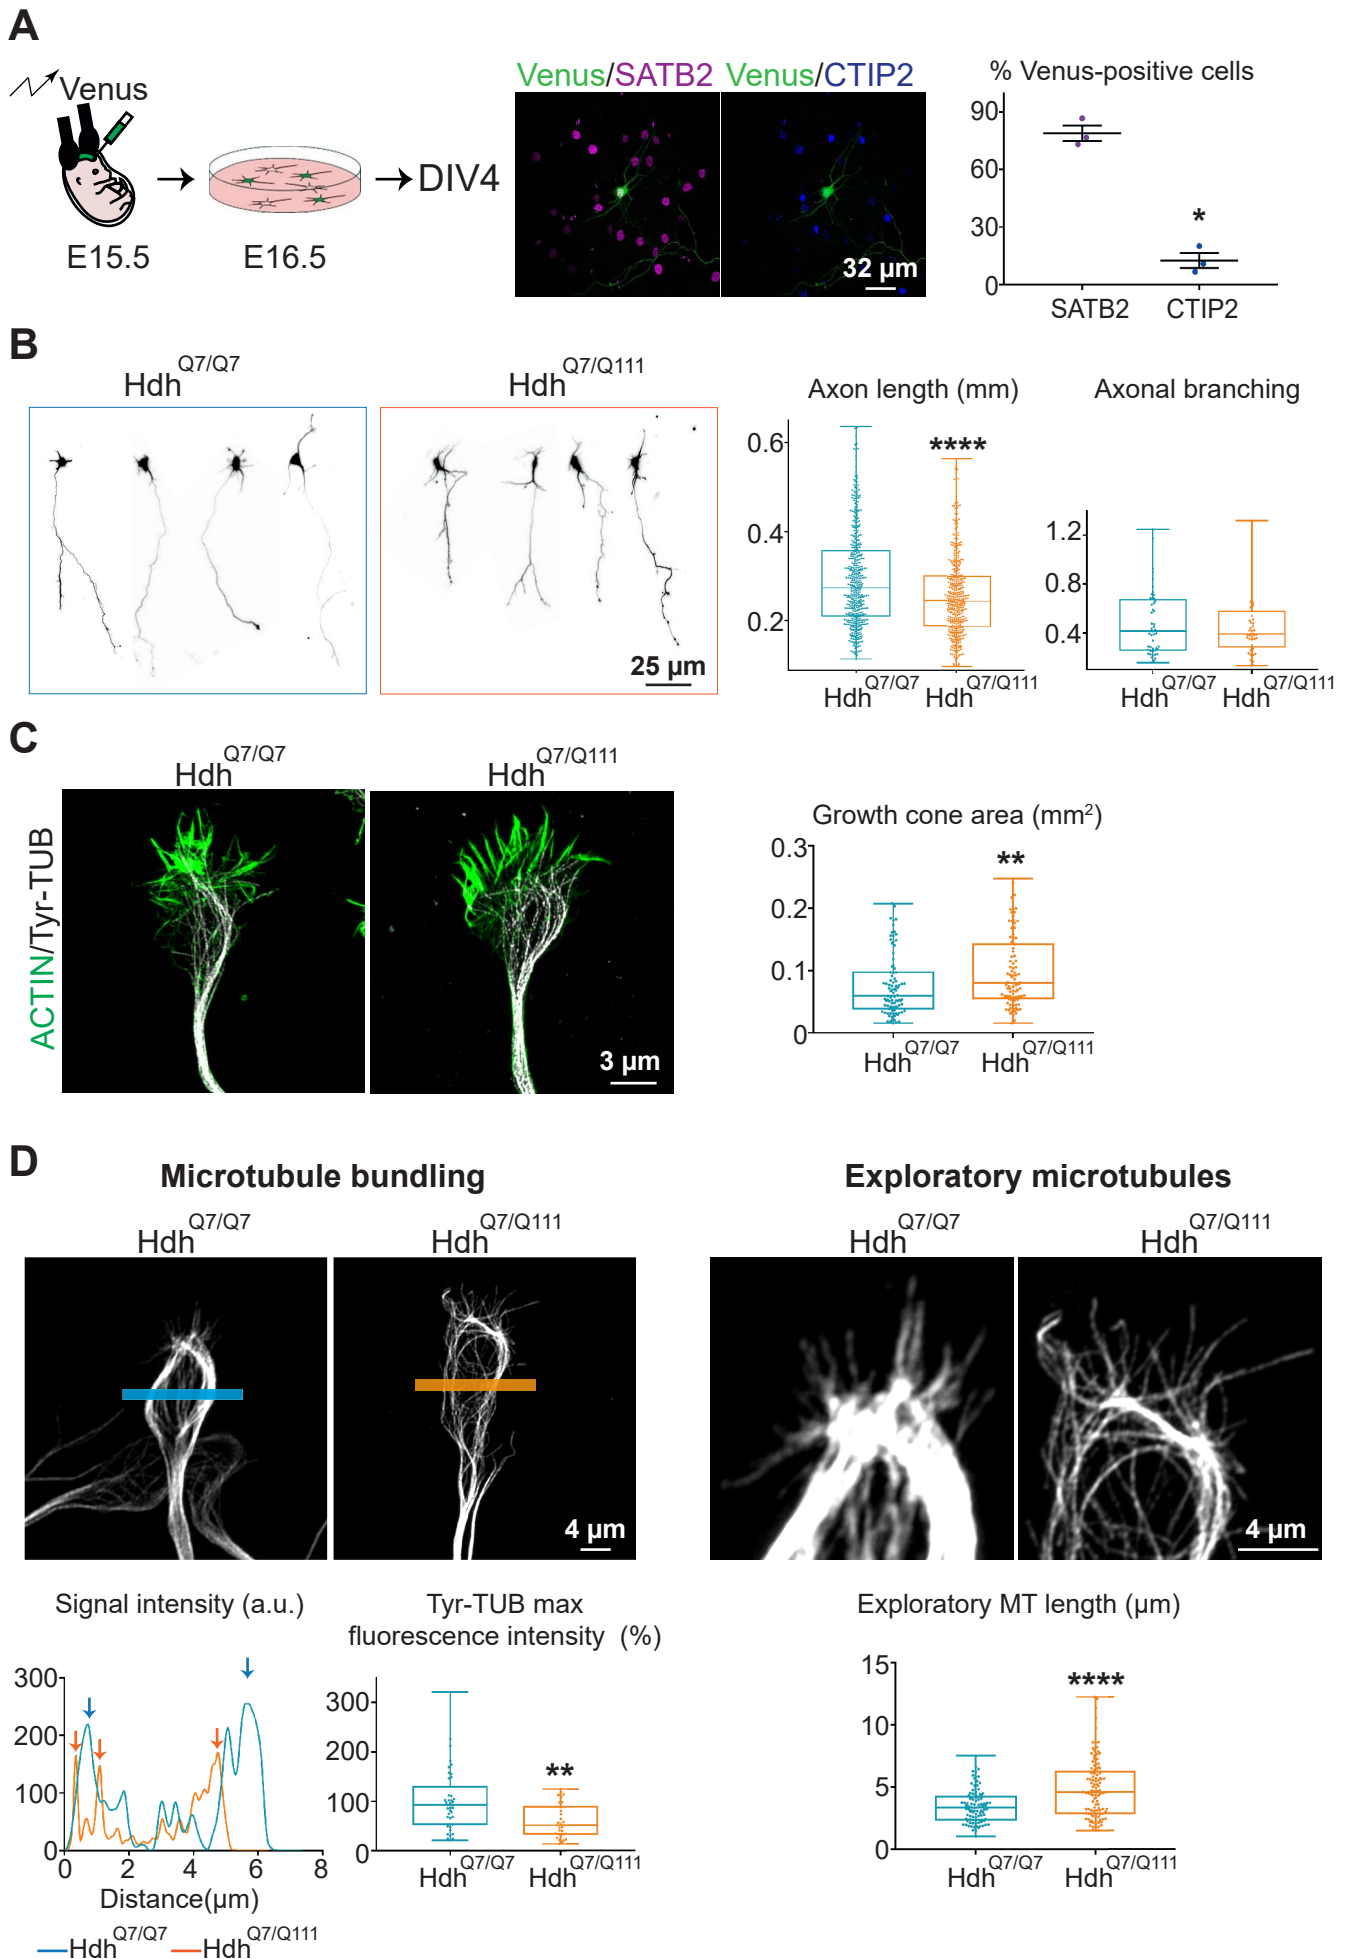 A
Venus
E15.5
E16.5
DIV4
Venus/SATB2
Venus/CTIP2
32 µm
% Venus-positive cells
90
60
30
0
*
SATB2
CTIP2
B
Hdh Q7/Q7
Hdh Q7/Q111
25 µm
Axon length (mm)
0.6
0.4
0.2
****
Hdh Q7/Q7
Hdh Q7/Q111
Axonal branching
1.2
0.8
0.4
Hdh Q7/Q7
Hdh Q7/Q111
C
Hdh Q7/Q7
Hdh Q7/Q111
ACTIN/Tyr-TUB
3 µm
Growth cone area (mm²)
0.3
0.2
0.1
0
**
Hdh Q7/Q7
Hdh Q7/Q111
D
Microtubule bundling
Hdh Q7/Q7
Hdh Q7/Q111
4 µm
Exploratory microtubules
Hdh Q7/Q7
Hdh Q7/Q111
4 µm
Signal intensity (a.u.)
300
200
100
0
0 2 4 6 8
Distance(µm)
Hdh Q7/Q7
Hdh Q7/Q111
Tyr-TUB max
fluorescence intensity (%)
300
200
100
0
**
Hdh Q7/Q7
Hdh Q7/Q111
Exploratory MT length (µm)
15
10
5
0
****
Hdh Q7/Q7
Hdh Q7/Q111